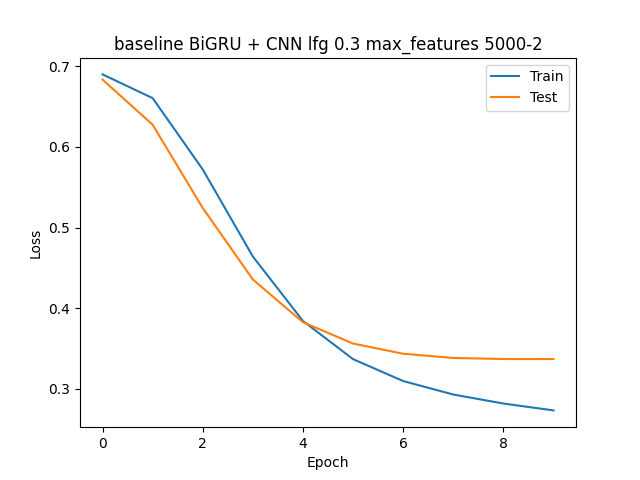 baseline BiGRU + CNN lfg 0.3 max_features 5000-2
Train
Test
Loss
0.7
0.6
0.5
0.4
0.3
0 2 4 6 8
Epoch